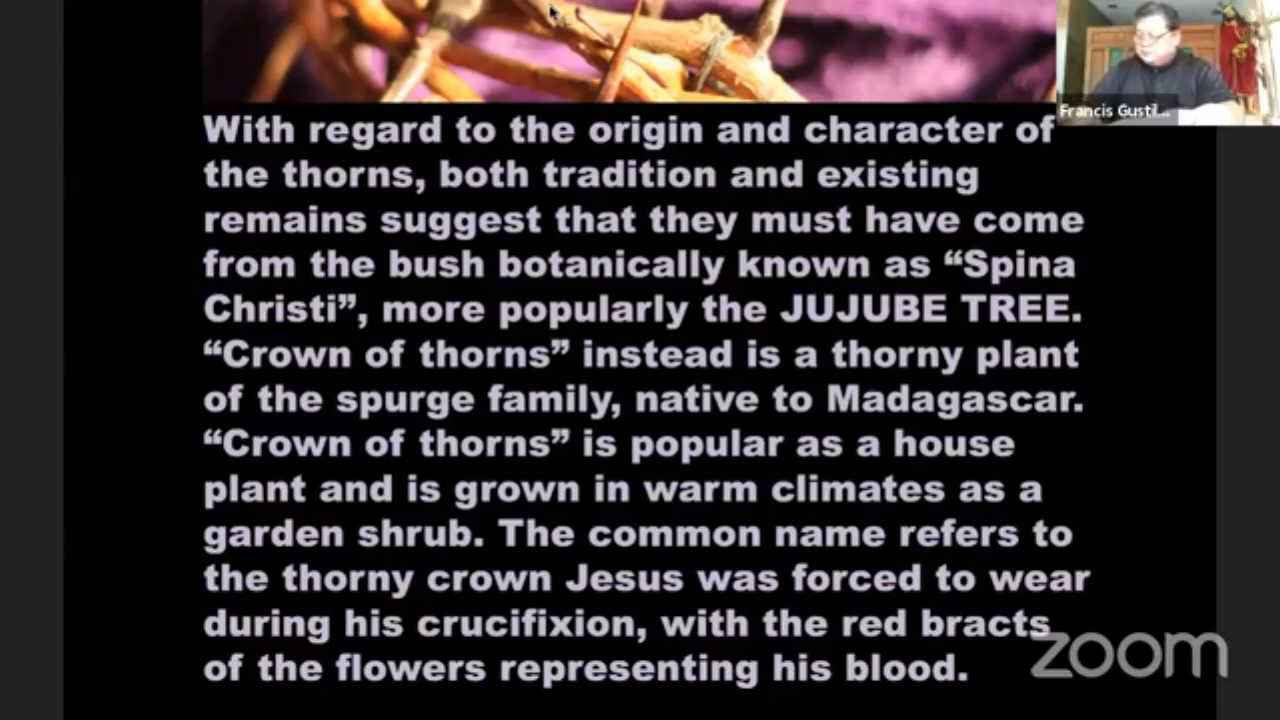 Francis Gustil...
With regard to the origin and character of
the thorns, both tradition and existing
remains suggest that they must have come
from the bush botanically known as “Spina
Christi”, more popularly the JUJUBE TREE.
“Crown of thorns” instead is a thorny plant
of the spurge family, native to Madagascar.
“Crown of thorns” is popular as a house
plant and is grown in warm climates as a
garden shrub. The common name refers to
the thorny crown Jesus was forced to wear
during his crucifixion, with the red bracts
of the flowers representing his blood.
zoom